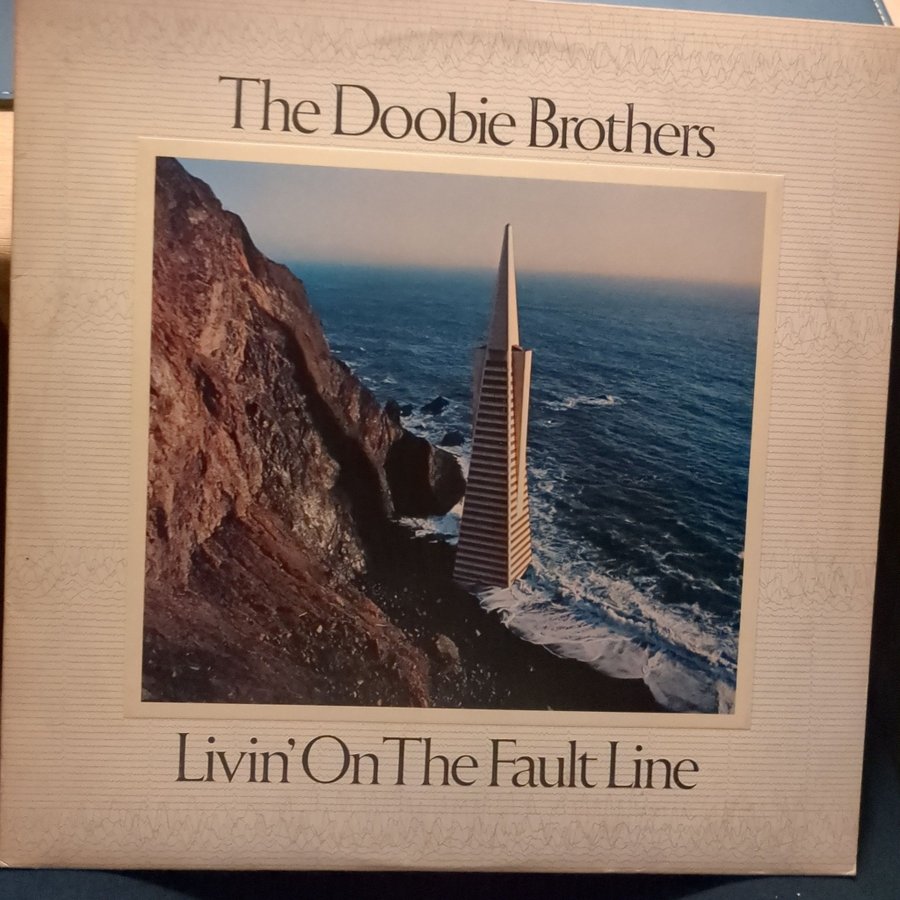 The Doobie Brothers
Livin' On The Fault Line